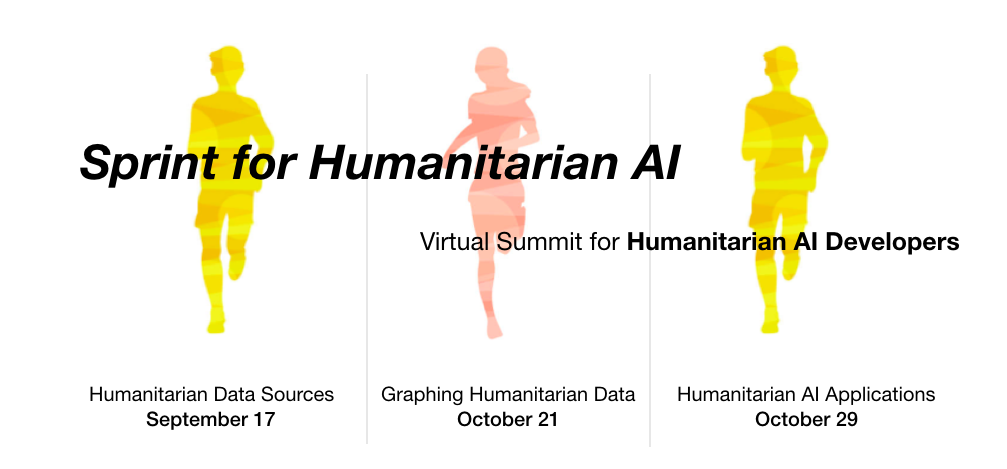 Sprint for Humanitarian AI
Virtual Summit for Humanitarian AI Developers
Humanitarian Data Sources
September 17
Graphing Humanitarian Data
October 21
Humanitarian AI Applications
October 29